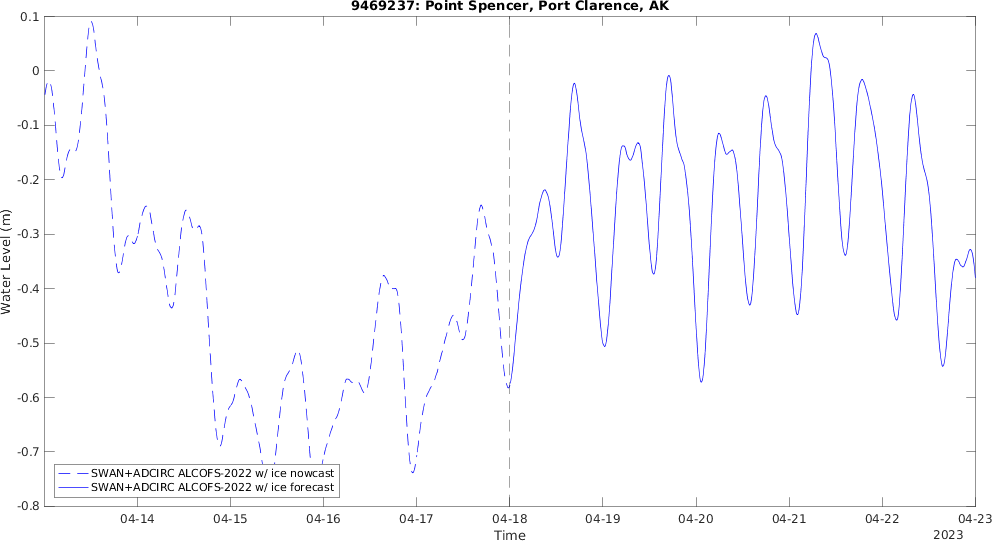 9469237: Point Spencer, Port Clarence, AK
0.1
0
-0.1
-0.2
-0.3
-0.4
-0.5
-0.6
-0.7
-0.8
Water Level (m)
SWAN+ADCIRC ALCOFS-2022 w/ ice nowcast
SWAN+ADCIRC ALCOFS-2022 w/ ice forecast
04-14 04-15 04-16 04-17 04-18 04-19 04-20 04-21 04-22 04-23
Time
2023